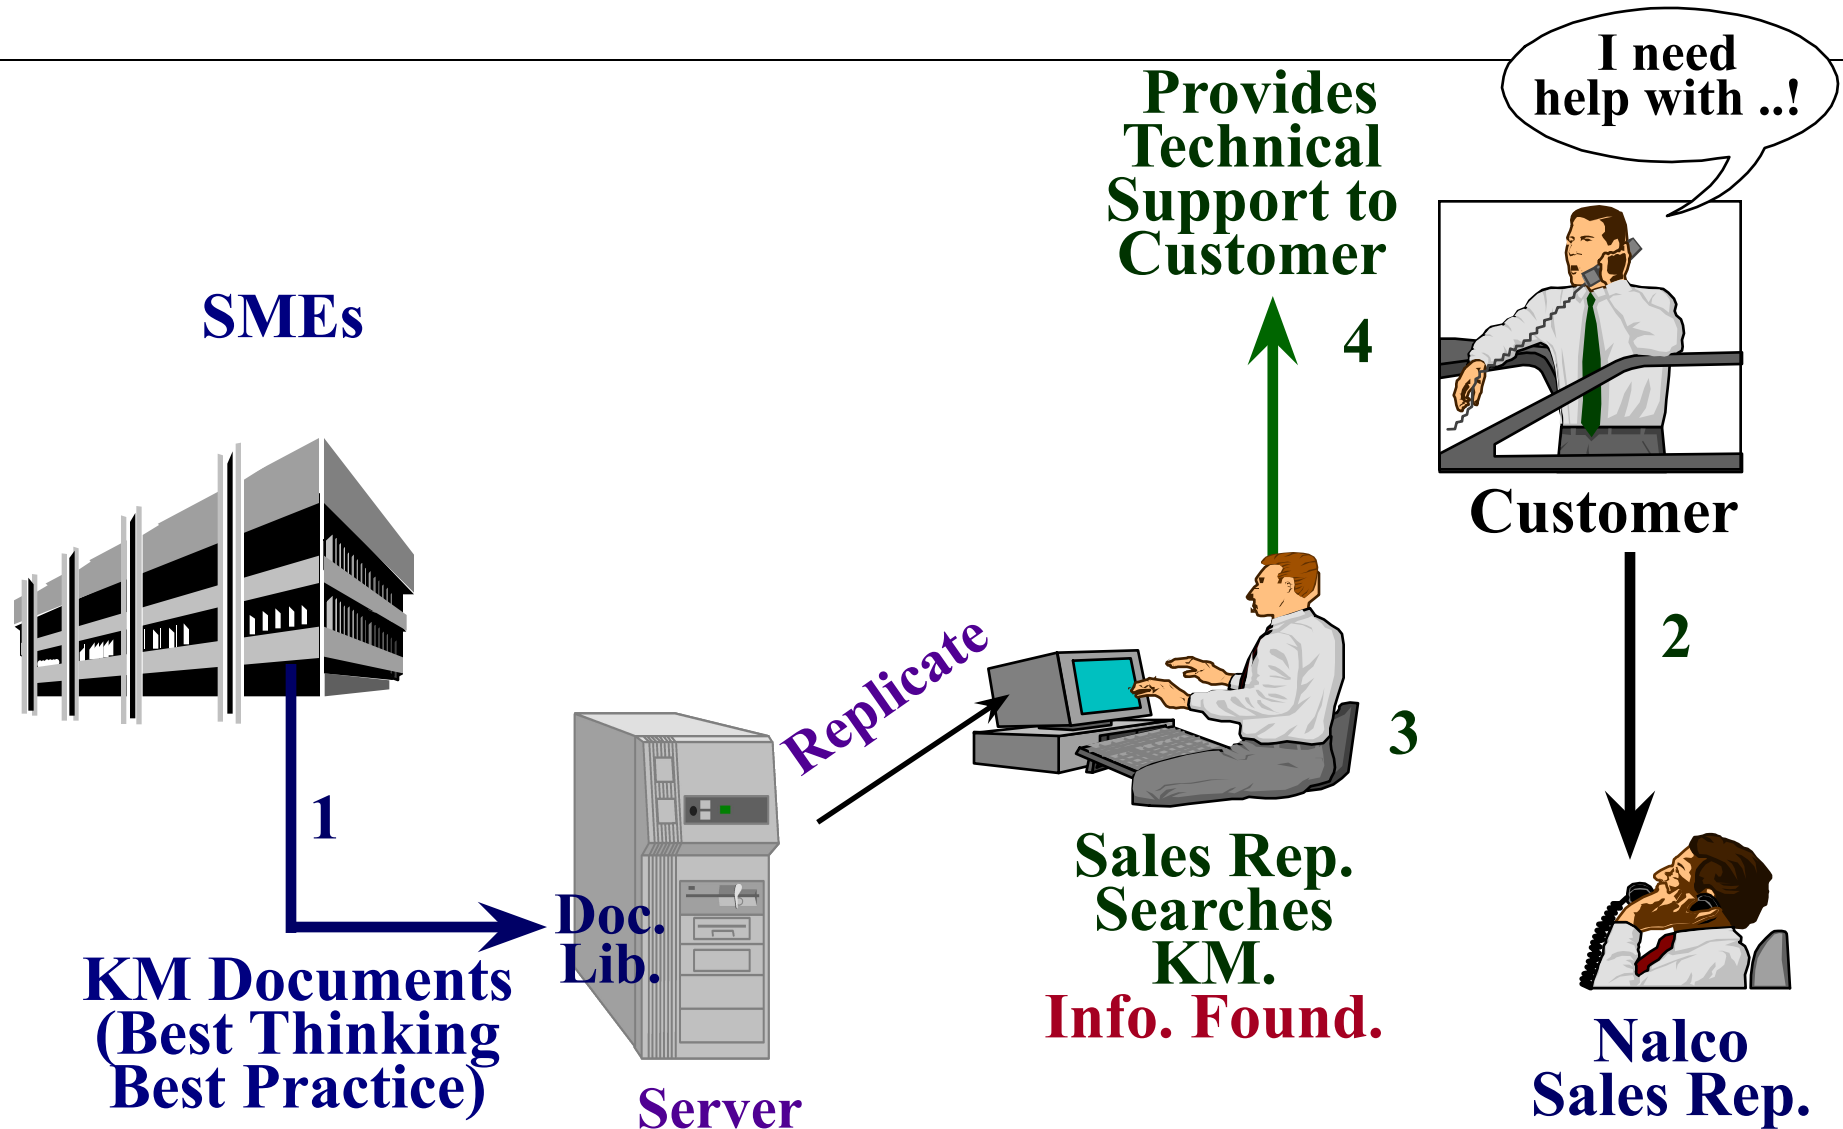 I need
help with ..!
Provides
Technical
Support to
Customer
SMEs
4
Customer
2
Replicate
3
1
Sales Rep.
Searches
KM.
Info. Found.
Doc.
Lib.
KM Documents
(Best Thinking
Best Practice)
Server
Nalco
Sales Rep.